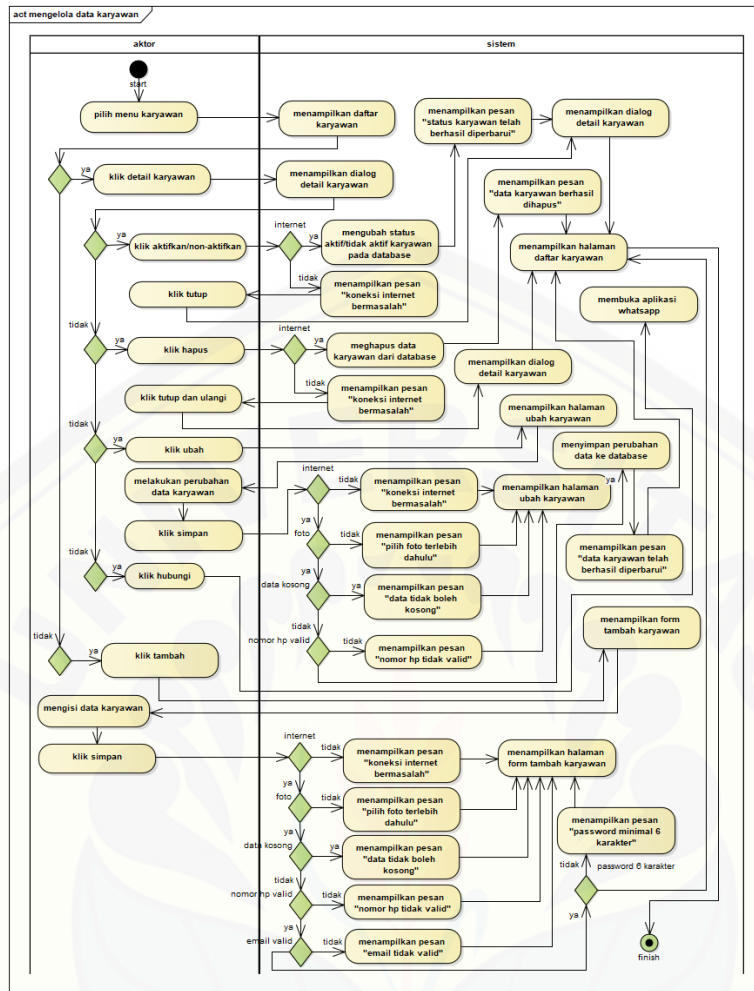 act mengelola data karyawan
aktor
sistem
start
pilih menu karyawan
menampilkan daftar
karyawan
menampilkan pesan
"status karyawan telah
berhasil diperbarui"
menampilkan dialog
detail karyawan
ya
klik detail karyawan
menampilkan dialog
detail karyawan
menampilkan pesan
"data karyawan berhasil
dihapus"
ya
klik aktifkan/non-aktifkan
internet
ya
mengubah status
aktif/tidak aktif karyawan
pada database
menampilkan halaman
daftar karyawan
tidak
menampilkan pesan
"koneksi internet
bermasalah"
klik tutup
membuka aplikasi
whatsapp
tidak
ya
klik hapus
internet
ya
meghapus data
karyawan dari database
menampilkan dialog
detail karyawan
tidak
menampilkan pesan
"koneksi internet
bermasalah"
klik tutup dan ulangi
menampilkan halaman
ubah karyawan
tidak
ya
klik ubah
menyimpan perubahan
data ke database
ya
melakukan perubahan
data karyawan
internet
tidak
menampilkan pesan
"koneksi internet
bermasalah"
menampilkan halaman
ubah karyawan
klik simpan
ya
foto
tidak
menampilkan pesan
"pilih foto terlebih
dahulu"
menampilkan pesan
"data karyawan telah
berhasil diperbarui"
tidak
ya
klik hubungi
ya
data kosong
ya
menampilkan pesan
"data tidak boleh
kosong"
menampilkan form
tambah karyawan
tidak
ya
klik tambah
tidak
nomor hp valid
tidak
menampilkan pesan
"nomor hp tidak valid"
mengisi data karyawan
klik simpan
internet
tidak
menampilkan pesan
"koneksi internet
bermasalah"
menampilkan halaman
form tambah karyawan
ya
foto
tidak
menampilkan pesan
"pilih foto terlebih
dahulu"
menampilkan pesan
"password minimal 6
karakter"
ya
data kosong
ya
menampilkan pesan
"data tidak boleh
kosong"
tidak
password 6 karakter
tidak
nomor hp valid
tidak
menampilkan pesan
"nomor hp tidak valid"
ya
ya
email valid
tidak
menampilkan pesan
"email tidak valid"
finish